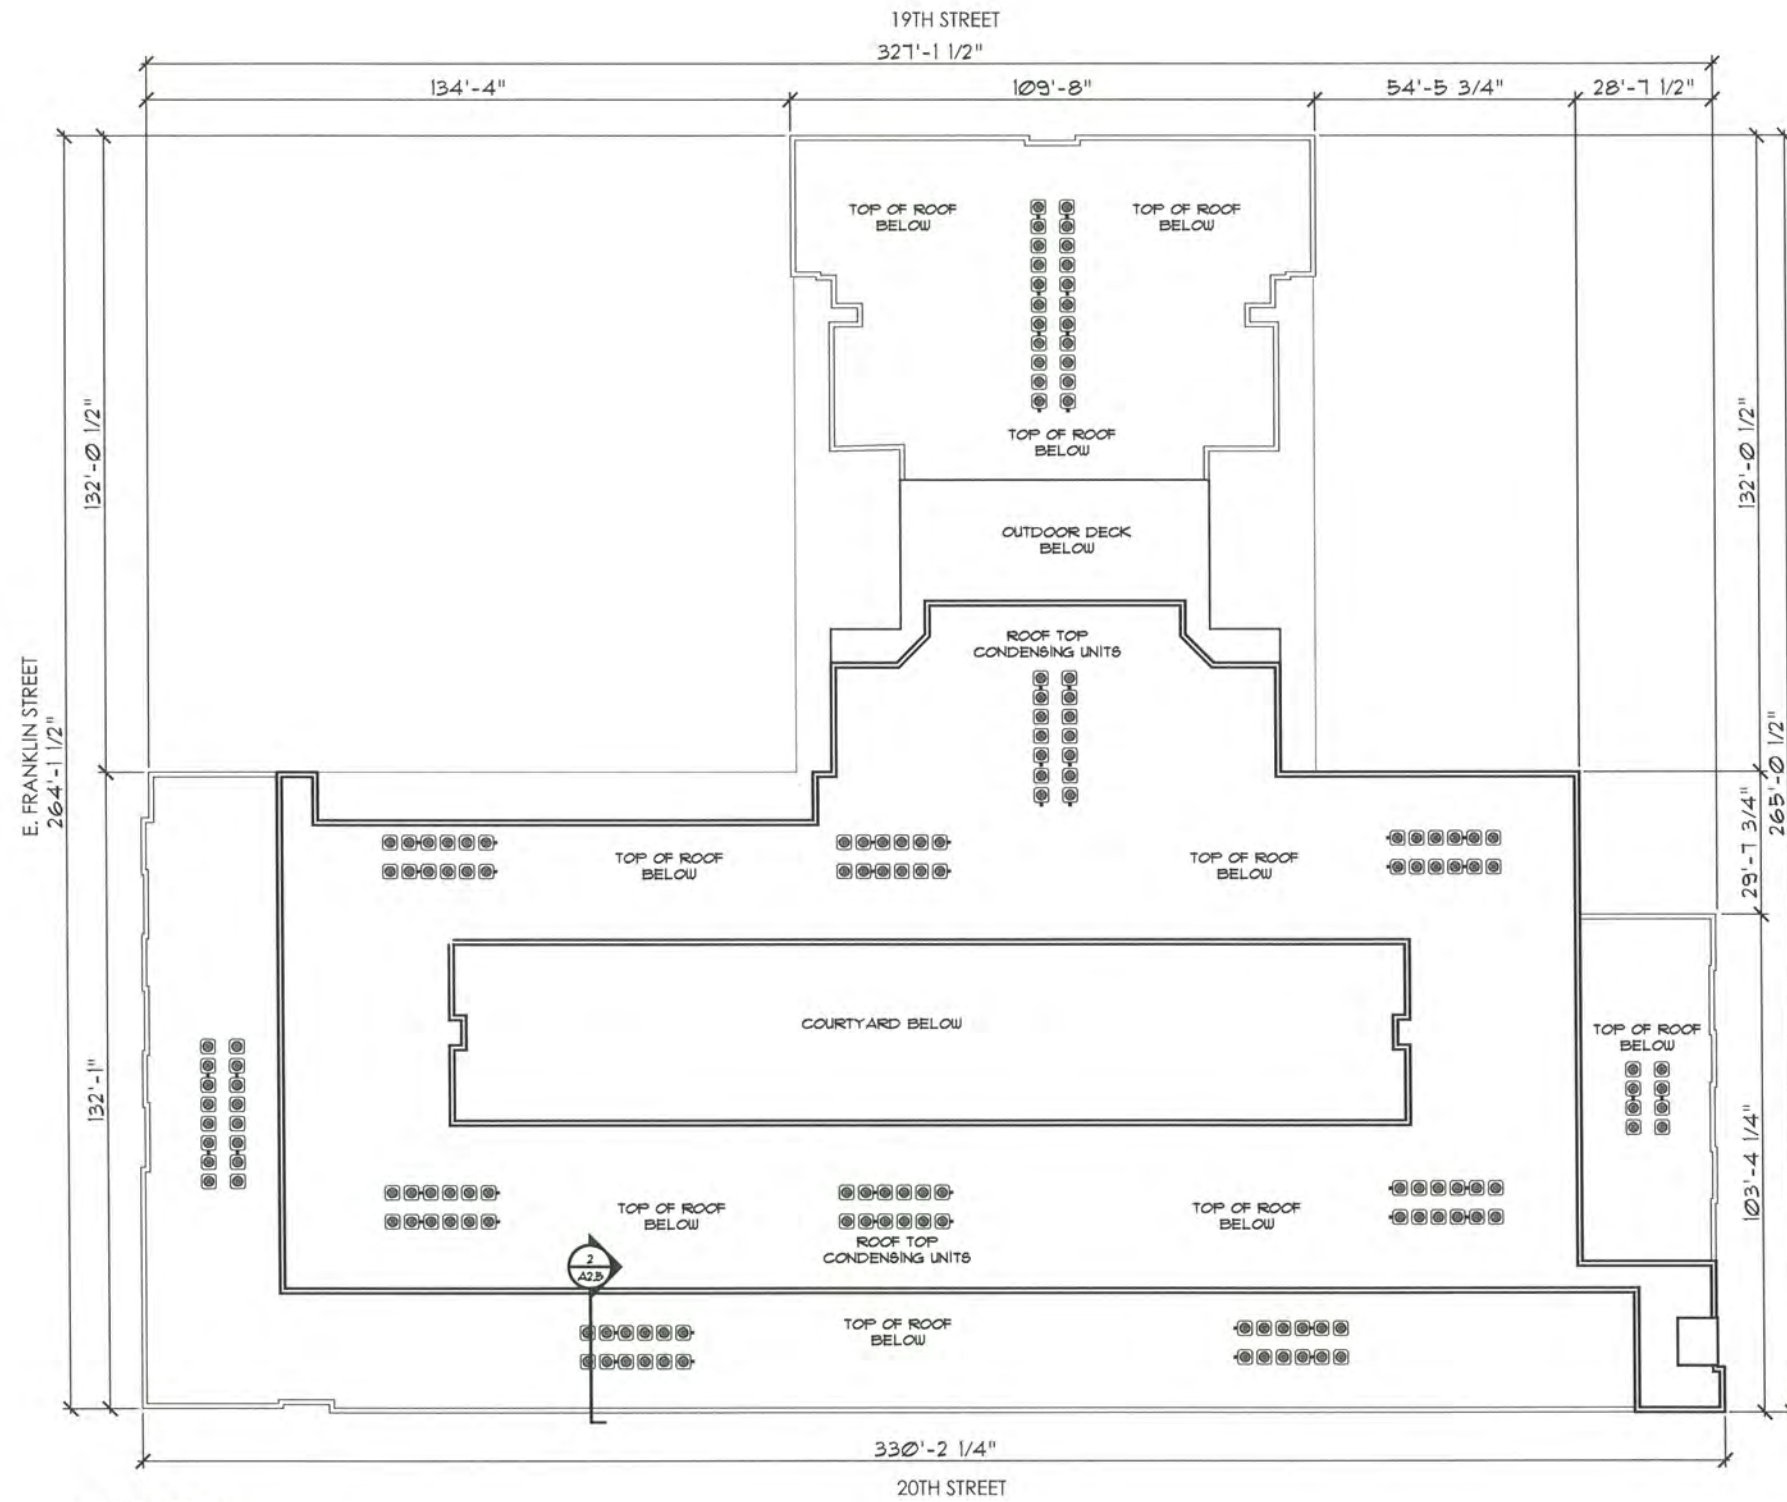 19TH STREET
327'-1 1/2"
134'-4"
109'-8"
54'-5 3/4"
28'-7 1/2"
TOP OF ROOF
BELOW
TOP OF ROOF
BELOW
TOP OF ROOF
BELOW
132'-0 1/2"
132'-0 1/2"
OUTDOOR DECK
BELOW
ROOF TOP
CONDENSING UNITS
E. FRANKLIN STREET
264'-1 1/2"
265'-0 1/2"
29'-7 3/4"
TOP OF ROOF
BELOW
TOP OF ROOF
BELOW
COURTYARD BELOW
TOP OF ROOF
BELOW
132'-1"
103'-4 1/4"
TOP OF ROOF
BELOW
TOP OF ROOF
BELOW
ROOF TOP
CONDENSING UNITS
2
A2.B
TOP OF ROOF
BELOW
330'-2 1/4"
20TH STREET